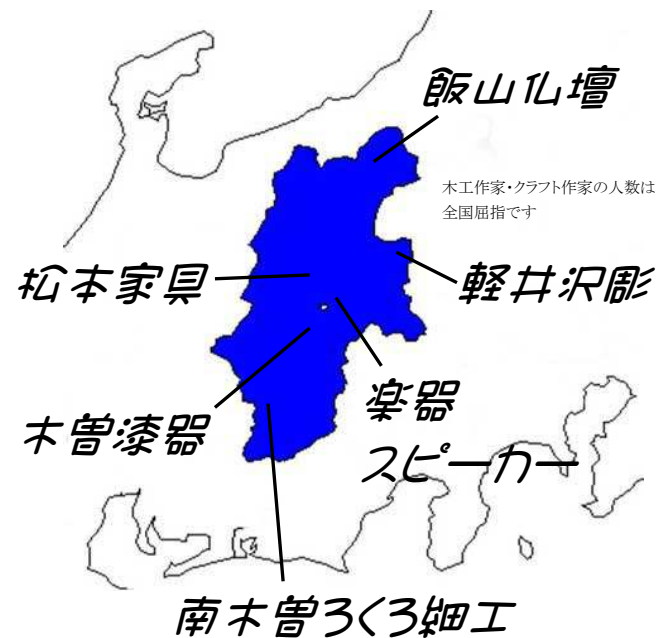 飯山仏壇
木工作家・クラフト作家の人数は
全国屈指です
松本家具
軽井沢彫
木曽漆器
楽器
スピーカー
南木曽ろくろ細工